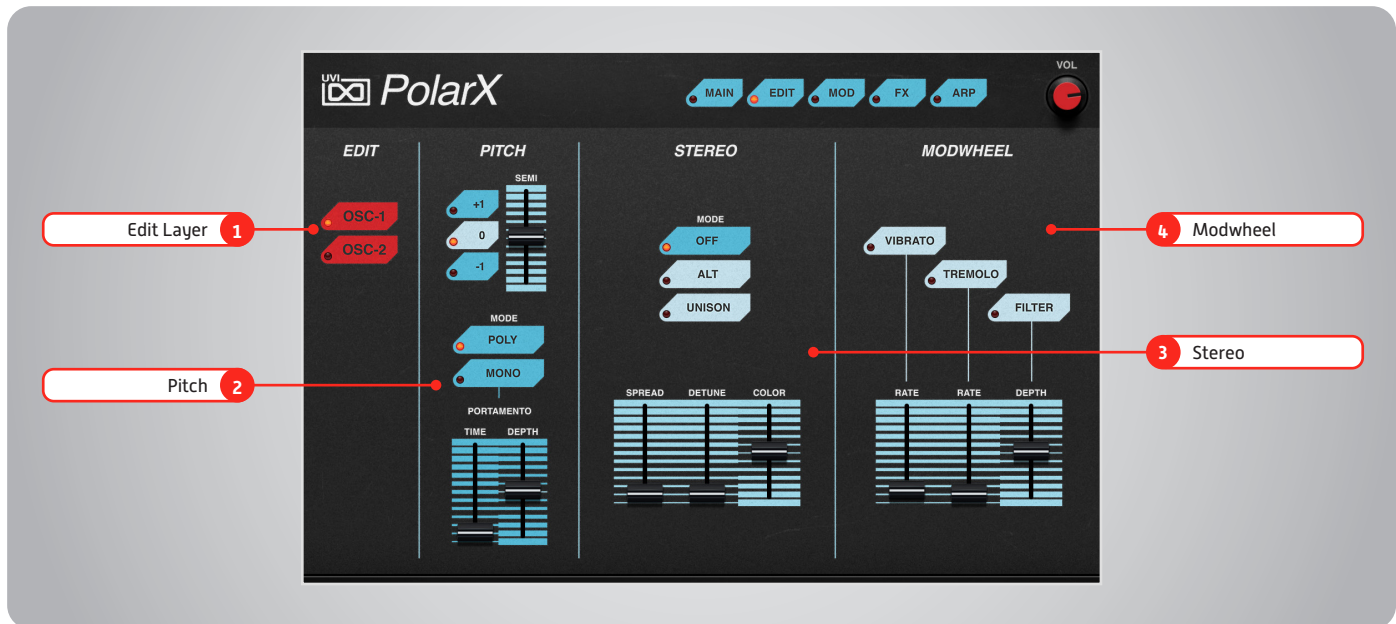 UVI PolarX
MAIN EDIT MOD FX ARP
VOL
EDIT
OSC-1
OSC-2
PITCH
SEMI
+1
0
-1
MODE
POLY
MONO
PORTAMENTO
TIME DEPTH
STEREO
MODE
OFF
ALT
UNISON
SPREAD DETUNE COLOR
MODWHEEL
VIBRATO
TREMOLO
FILTER
RATE RATE DEPTH
Edit Layer 1
Pitch 2
3 Stereo
4 Modwheel